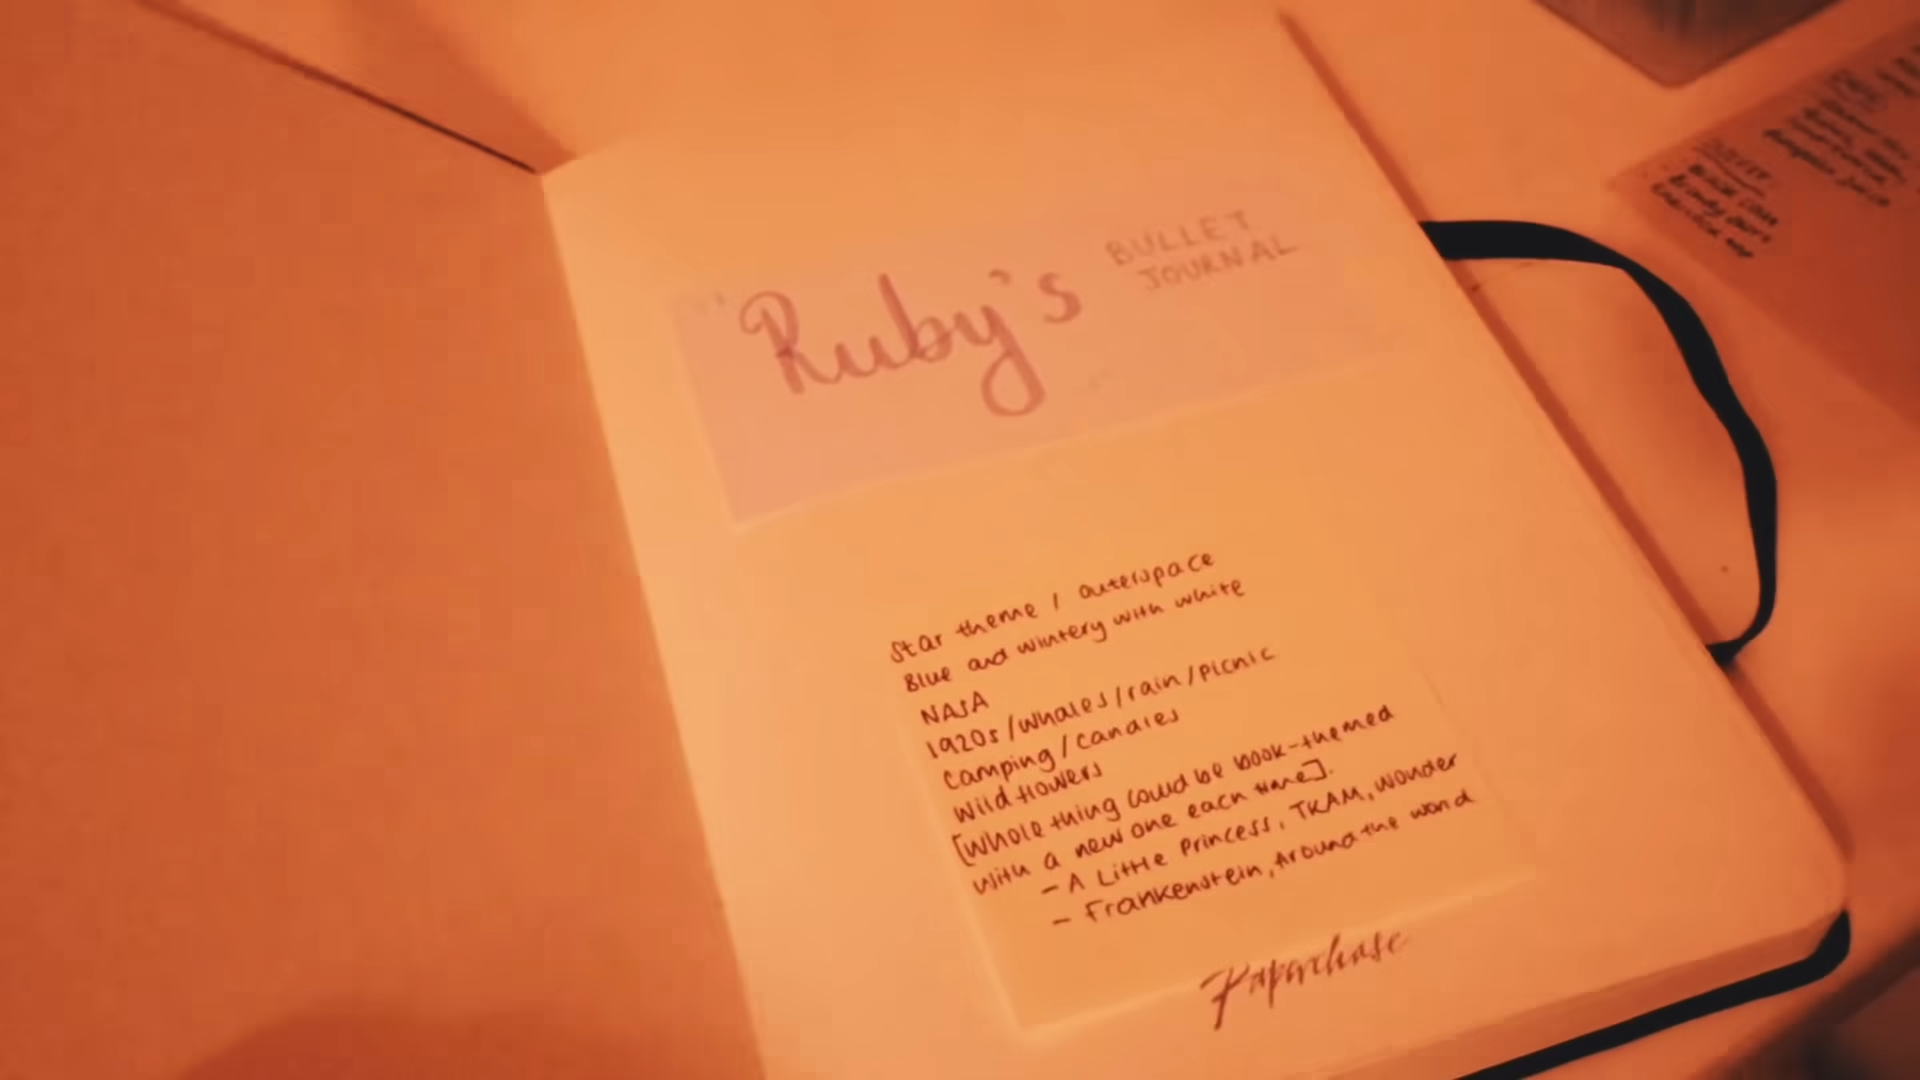 "Ruby's"
BULLET
JOURNAL
Star theme / outerspace
Blue and wintery with white
NASA
1920s/whales/rain/picnic
Camping/candles
Wildflowers
[Whole thing could be book-themed
with a new one each time].
- A Little Princess, TKAM, Wonder
- Frankenstein, Around the world
Paperchase